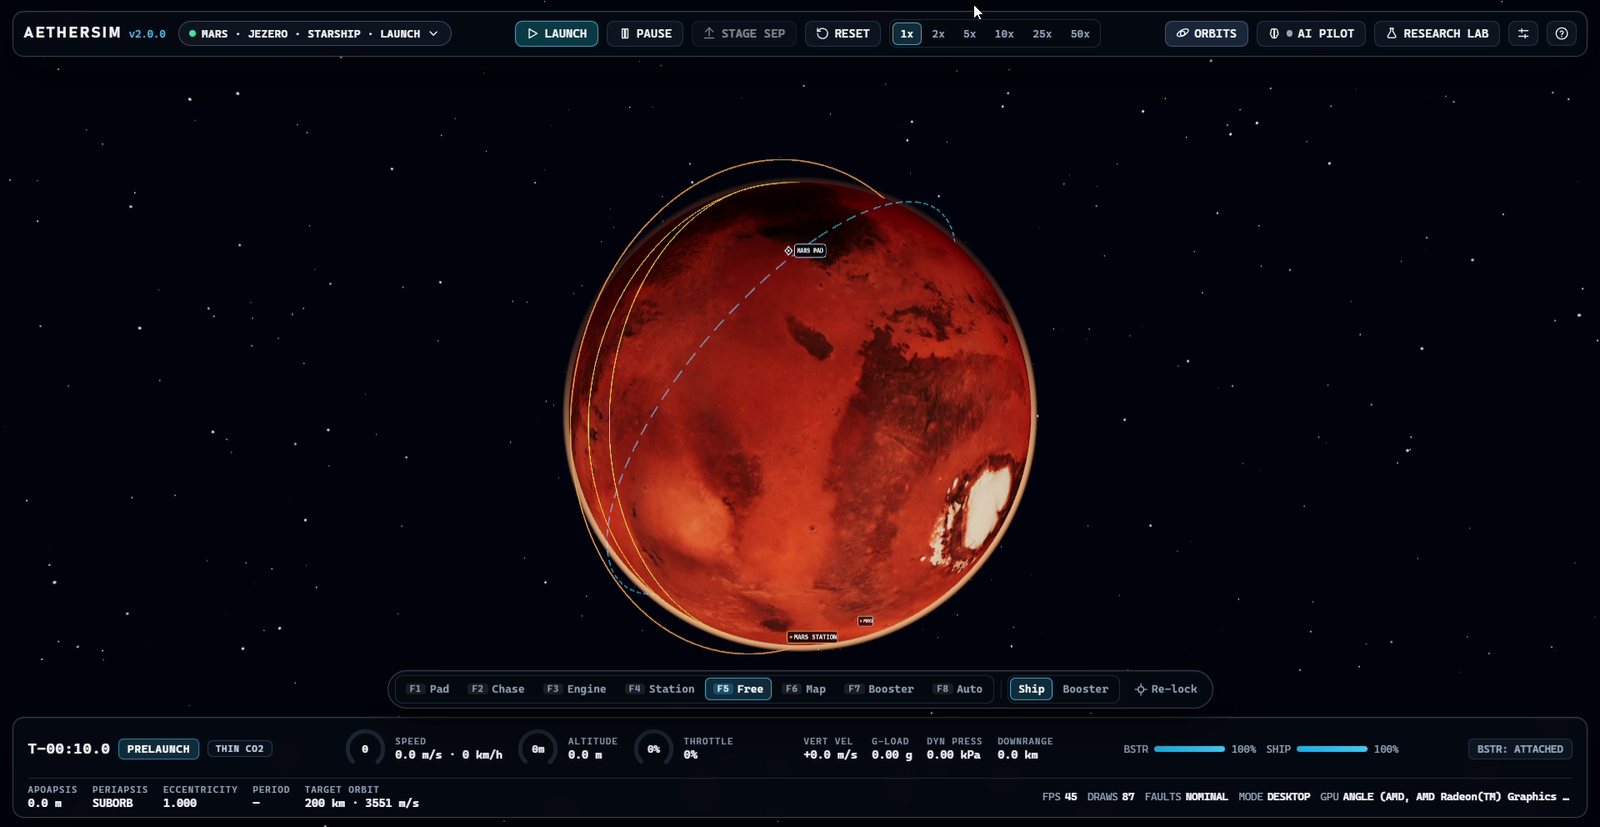 AETHERSIM v2.0.0 MARS · JEZERO · STARSHIP · LAUNCH LAUNCH PAUSE STAGE SEP RESET 1x 2x 5x 10x 25x 50x ORBITS AI PILOT RESEARCH LAB
MARS PAD
MARS STATION
F1 Pad F2 Chase F3 Engine F4 Station F5 Free F6 Map F7 Booster F8 Auto Ship Booster Re-lock
T-00:10.0 PRELAUNCH THIN CO2
0 SPEED
0.0 m/s · 0 km/h
0m ALTITUDE
0.0 m
0% THROTTLE
0%
VERT VEL
+0.0 m/s
G-LOAD
0.00 g
DYN PRESS
0.00 kPa
DOWNRANGE
0.0 km
BSTR 100% SHIP 100%
BSTR: ATTACHED
APOAPSIS
0.0 m
PERIAPSIS
SUBORB
ECCENTRICITY
1.000
PERIOD
—
TARGET ORBIT
200 km · 3551 m/s
FPS 45 DRAWS 87 FAULTS NOMINAL MODE DESKTOP GPU ANGLE (AMD, AMD Radeon(TM) Graphics …